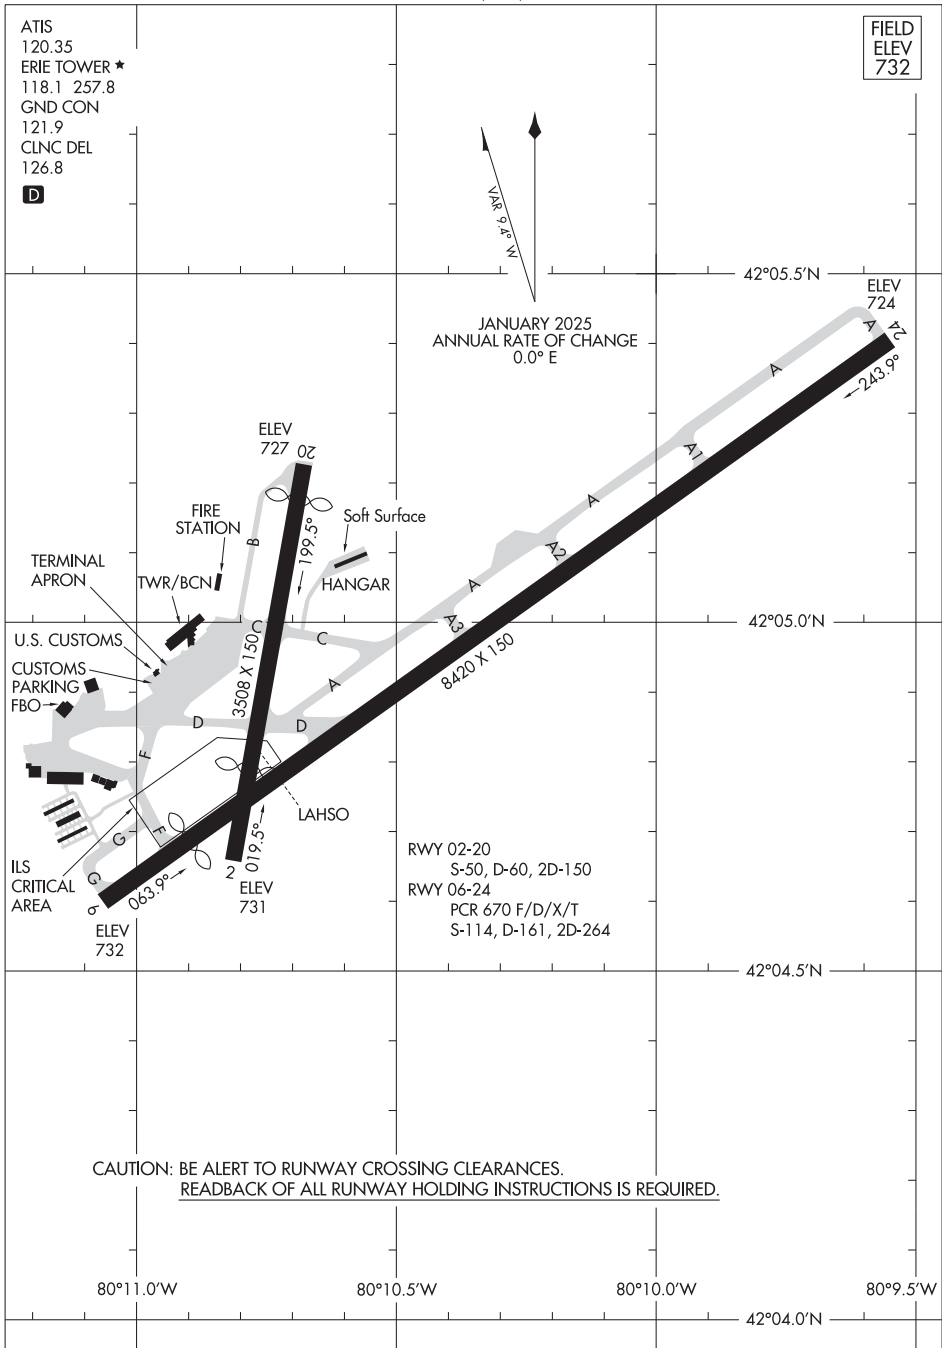 ATIS
120.35
ERIE TOWER ★
118.1 257.8
GND CON
121.9
CLNC DEL
126.8
D
FIELD
ELEV
732
VAR 9.4° W
JANUARY 2025
ANNUAL RATE OF CHANGE
0.0° E
42°05.5'N
ELEV
724
24
A
A
243.9°
A1
A
A2
A
A3
ELEV
727
20
FIRE
STATION
B
199.5°
Soft Surface
HANGAR
TERMINAL
APRON
TWR/BCN
42°05.0'N
C
C
U.S. CUSTOMS
CUSTOMS
PARKING
FBO
3508 X 150
A
8420 X 150
D
D
F
LAHSO
F
G
G
ILS
CRITICAL
AREA
019.5°
063.9°
2
ELEV
731
6
ELEV
732
RWY 02-20
S-50, D-60, 2D-150
RWY 06-24
PCR 670 F/D/X/T
S-114, D-161, 2D-264
42°04.5'N
CAUTION: BE ALERT TO RUNWAY CROSSING CLEARANCES.
READBACK OF ALL RUNWAY HOLDING INSTRUCTIONS IS REQUIRED.
80°11.0'W
80°10.5'W
80°10.0'W
80°09.5'W
42°04.0'N